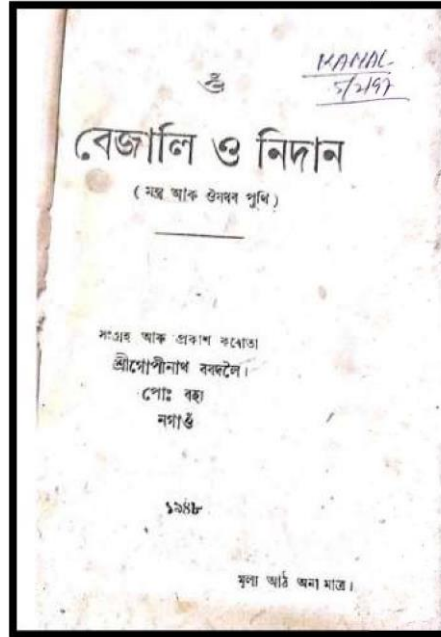 KAMAL
5/2/97
ওঁ
বেজালি ও নিদান
( মন্ত্ৰ আৰু ঔষধৰ পুথি )
সংগ্ৰহ আৰু প্ৰকাশ কৰোতা
শ্ৰীগোপীনাথ বৰদলৈ।
পোঃ ৰহা
নগাওঁ
১৯৪৮
মূল্য আঠ অনা মাত্ৰ।